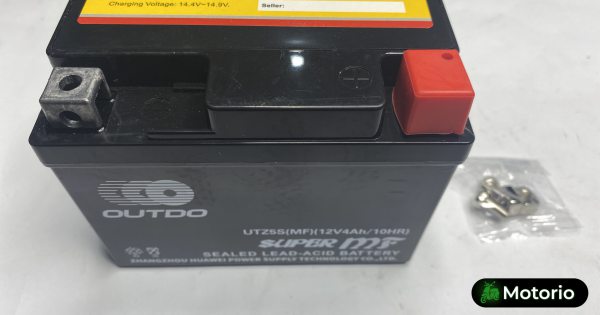 Charging Voltage: 14.4V~14.9V.
Seller:
OUTDO
UTZ5S(MF)(12V4Ah/10HR)
SUPER MF
SEALED LEAD-ACID BATTERY
ZHANGZHOU HUAWEI POWER SUPPLY TECHNOLOGY CO.,LTD.
Motorio